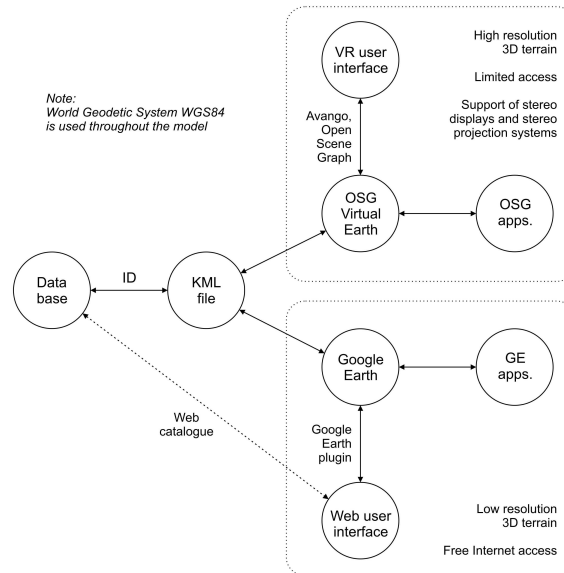 VR user
interface
High resolution
3D terrain
Limited access
Support of stereo
displays and stereo
projection systems
Note:
World Geodetic System WGS84
is used throughout the model
Avango,
Open
Scene
Graph
OSG
Virtual
Earth
OSG
apps.
Data
base
ID
KML
file
Google
Earth
GE
apps.
Web
catalogue
Google
Earth
plugin
Web user
interface
Low resolution
3D terrain
Free Internet access